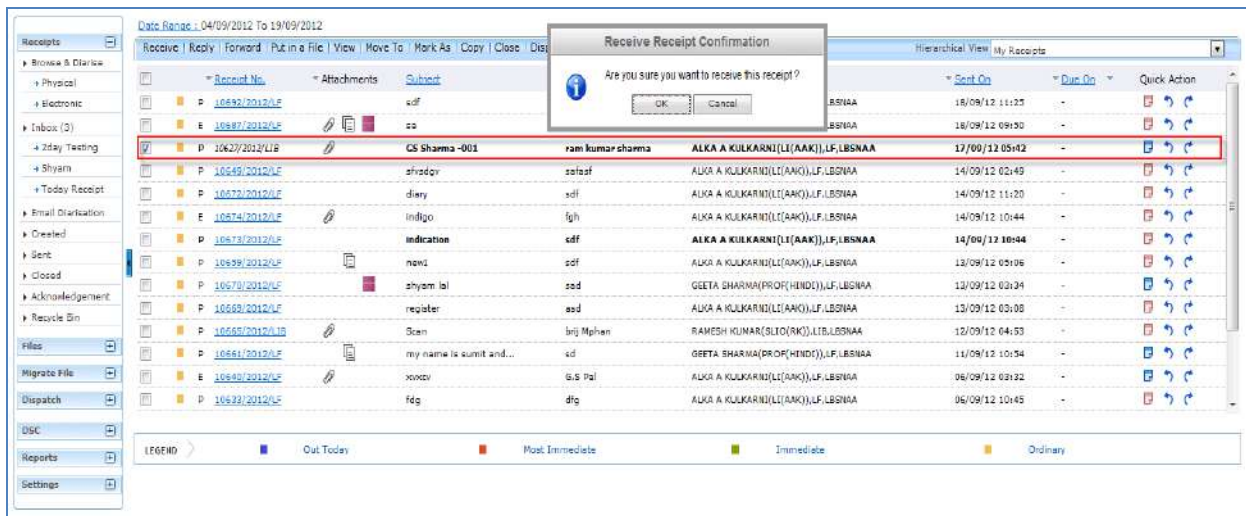 Date Range : 04/09/2012 To 19/09/2012
Receipts
Browse & Diarise
Physical
Electronic
Inbox (3)
2day Testing
Shyam
Today Receipt
Email Diarisation
Created
Sent
Closed
Acknowledgement
Recycle Bin
Files
Migrate File
Dispatch
DSC
Reports
Settings
Receive | Reply | Forward | Put in a File | View | Move To | Mark As | Copy | Close | Hierarchical View My Receipts
Receive Receipt Confirmation
Are you sure you want to receive this receipt ?
OK Cancel
Receipt No. Attachments Subject Sent On Due On Quick Action
P 10692/2012/LF sdf LBSNAA 18/09/12 11:25 -
E 10687/2012/LF sa BSNAA 18/09/12 09:50 -
P 10627/2012/LIB CS Sharma -001 ram kumar sharma ALKA A KULKARNI(LI(AAK)),LF,LBSNAA 17/09/12 05:42 -
P 10649/2012/LF sfvsdgv safasf ALKA A KULKARNI(LI(AAK)),LF,LBSNAA 14/09/12 02:49 -
P 10672/2012/LF diary sdf ALKA A KULKARNI(LI(AAK)),LF,LBSNAA 14/09/12 11:20 -
E 10674/2012/LF indigo fgh ALKA A KULKARNI(LI(AAK)),LF,LBSNAA 14/09/12 10:44 -
P 10673/2012/LF indication sdf ALKA A KULKARNI(LI(AAK)),LF,LBSNAA 14/09/12 10:44 -
P 10659/2012/LF new1 sdf ALKA A KULKARNI(LI(AAK)),LF,LBSNAA 13/09/12 05:06 -
P 10670/2012/LF shyam lal sad GEETA SHARMA(PROF(HINDI)),LF,LBSNAA 13/09/12 03:34 -
P 10669/2012/LF register asd ALKA A KULKARNI(LI(AAK)),LF,LBSNAA 13/09/12 03:08 -
P 10665/2012/LIB Scan brij Mphan RAMESH KUMAR(SLIO(RK)),LIB,LBSNAA 12/09/12 04:53 -
P 10661/2012/LF my name is sumit and... sd GEETA SHARMA(PROF(HINDI)),LF,LBSNAA 11/09/12 10:54 -
E 10640/2012/LF G.S Pal ALKA A KULKARNI(LI(AAK)),LF,LBSNAA 06/09/12 03:32 -
P 10633/2012/LF fdg dfg ALKA A KULKARNI(LI(AAK)),LF,LBSNAA 06/09/12 10:45 -
LEGEND Out Today Most Immediate Immediate Ordinary